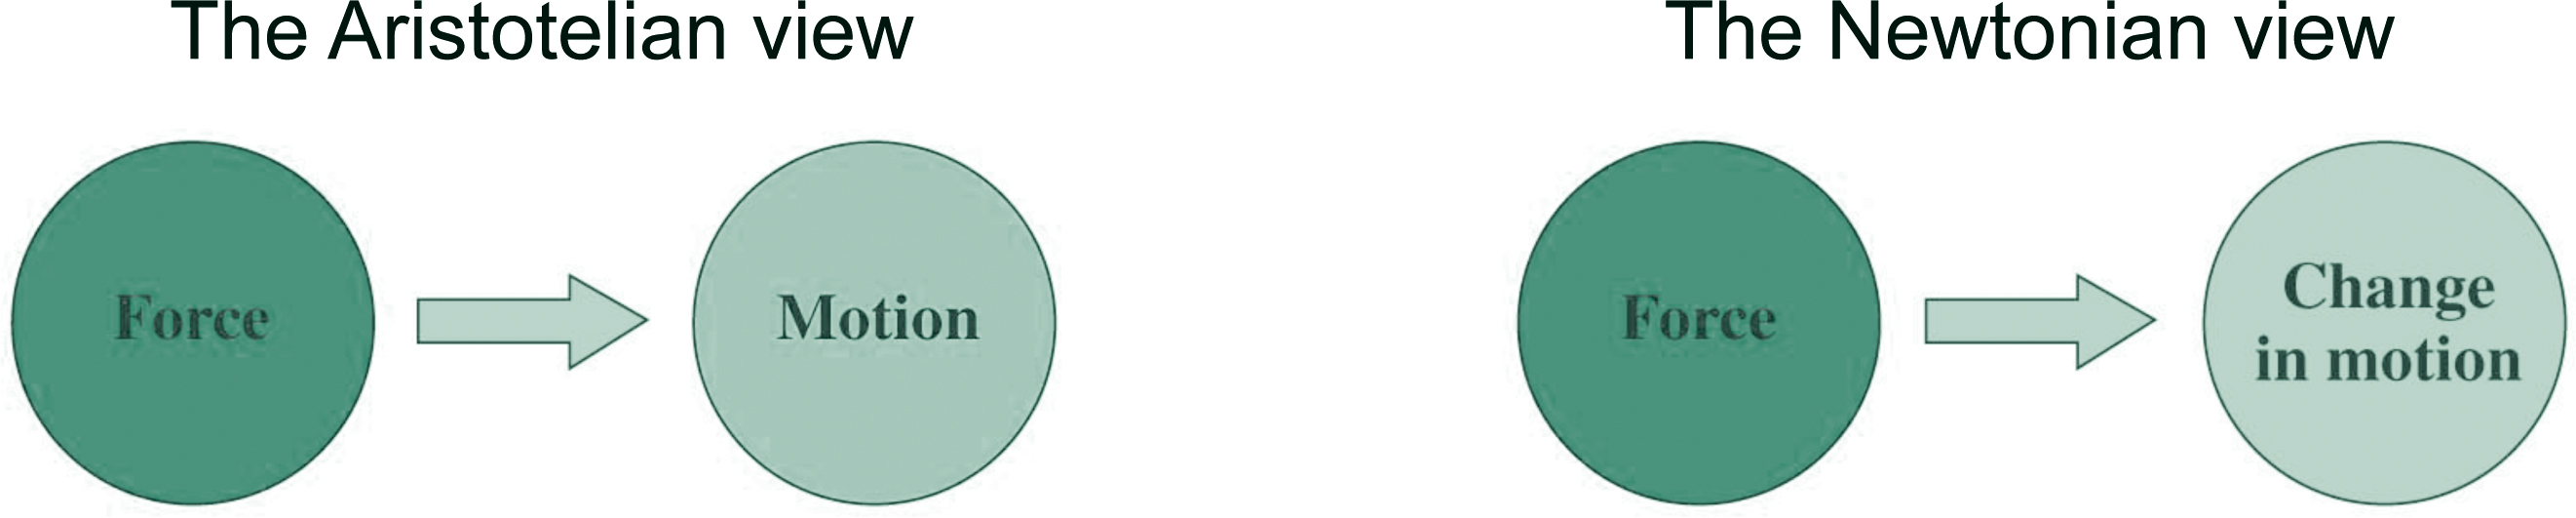 The Aristotelian view
Force
Motion
The Newtonian view
Force
Change
in motion